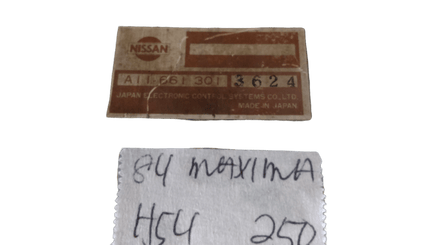 NISSAN
A11-661 301 3624
JAPAN ELECTRONIC CONTROL SYSTEMS CO., LTD.
MADE IN JAPAN
84 MAXIMA
H54 250